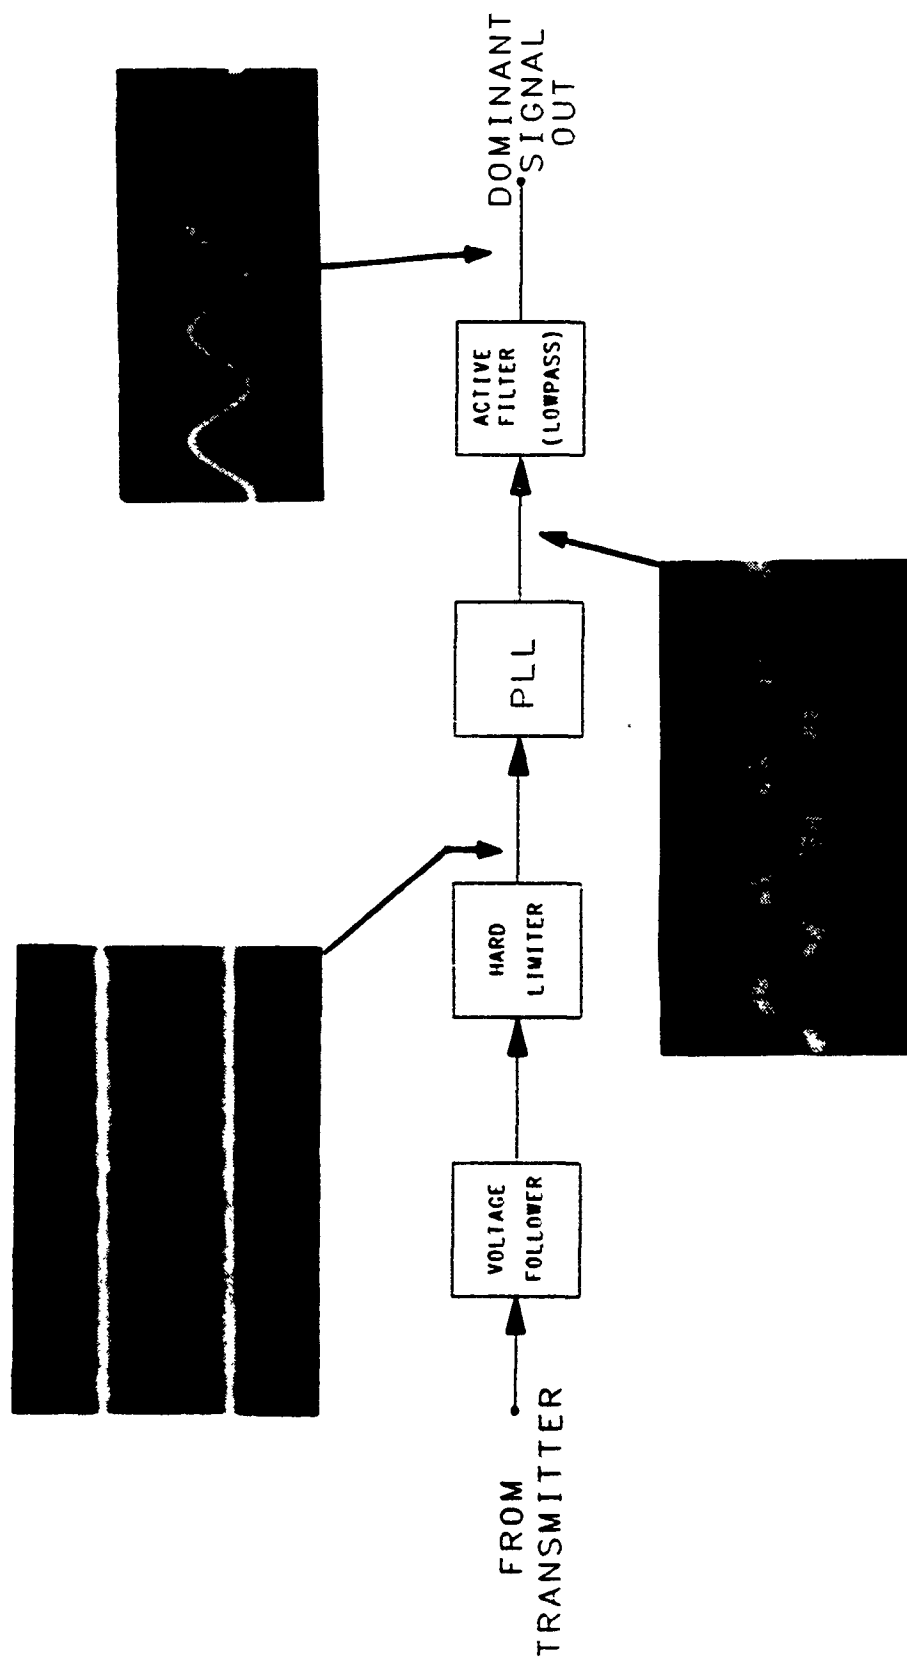 FROM
TRANSMITTER
VOLTAGE
FOLLOWER
HARD
LIMITER
PLL
ACTIVE
FILTER
(LOWPASS)
DOMINANT
SIGNAL
OUT